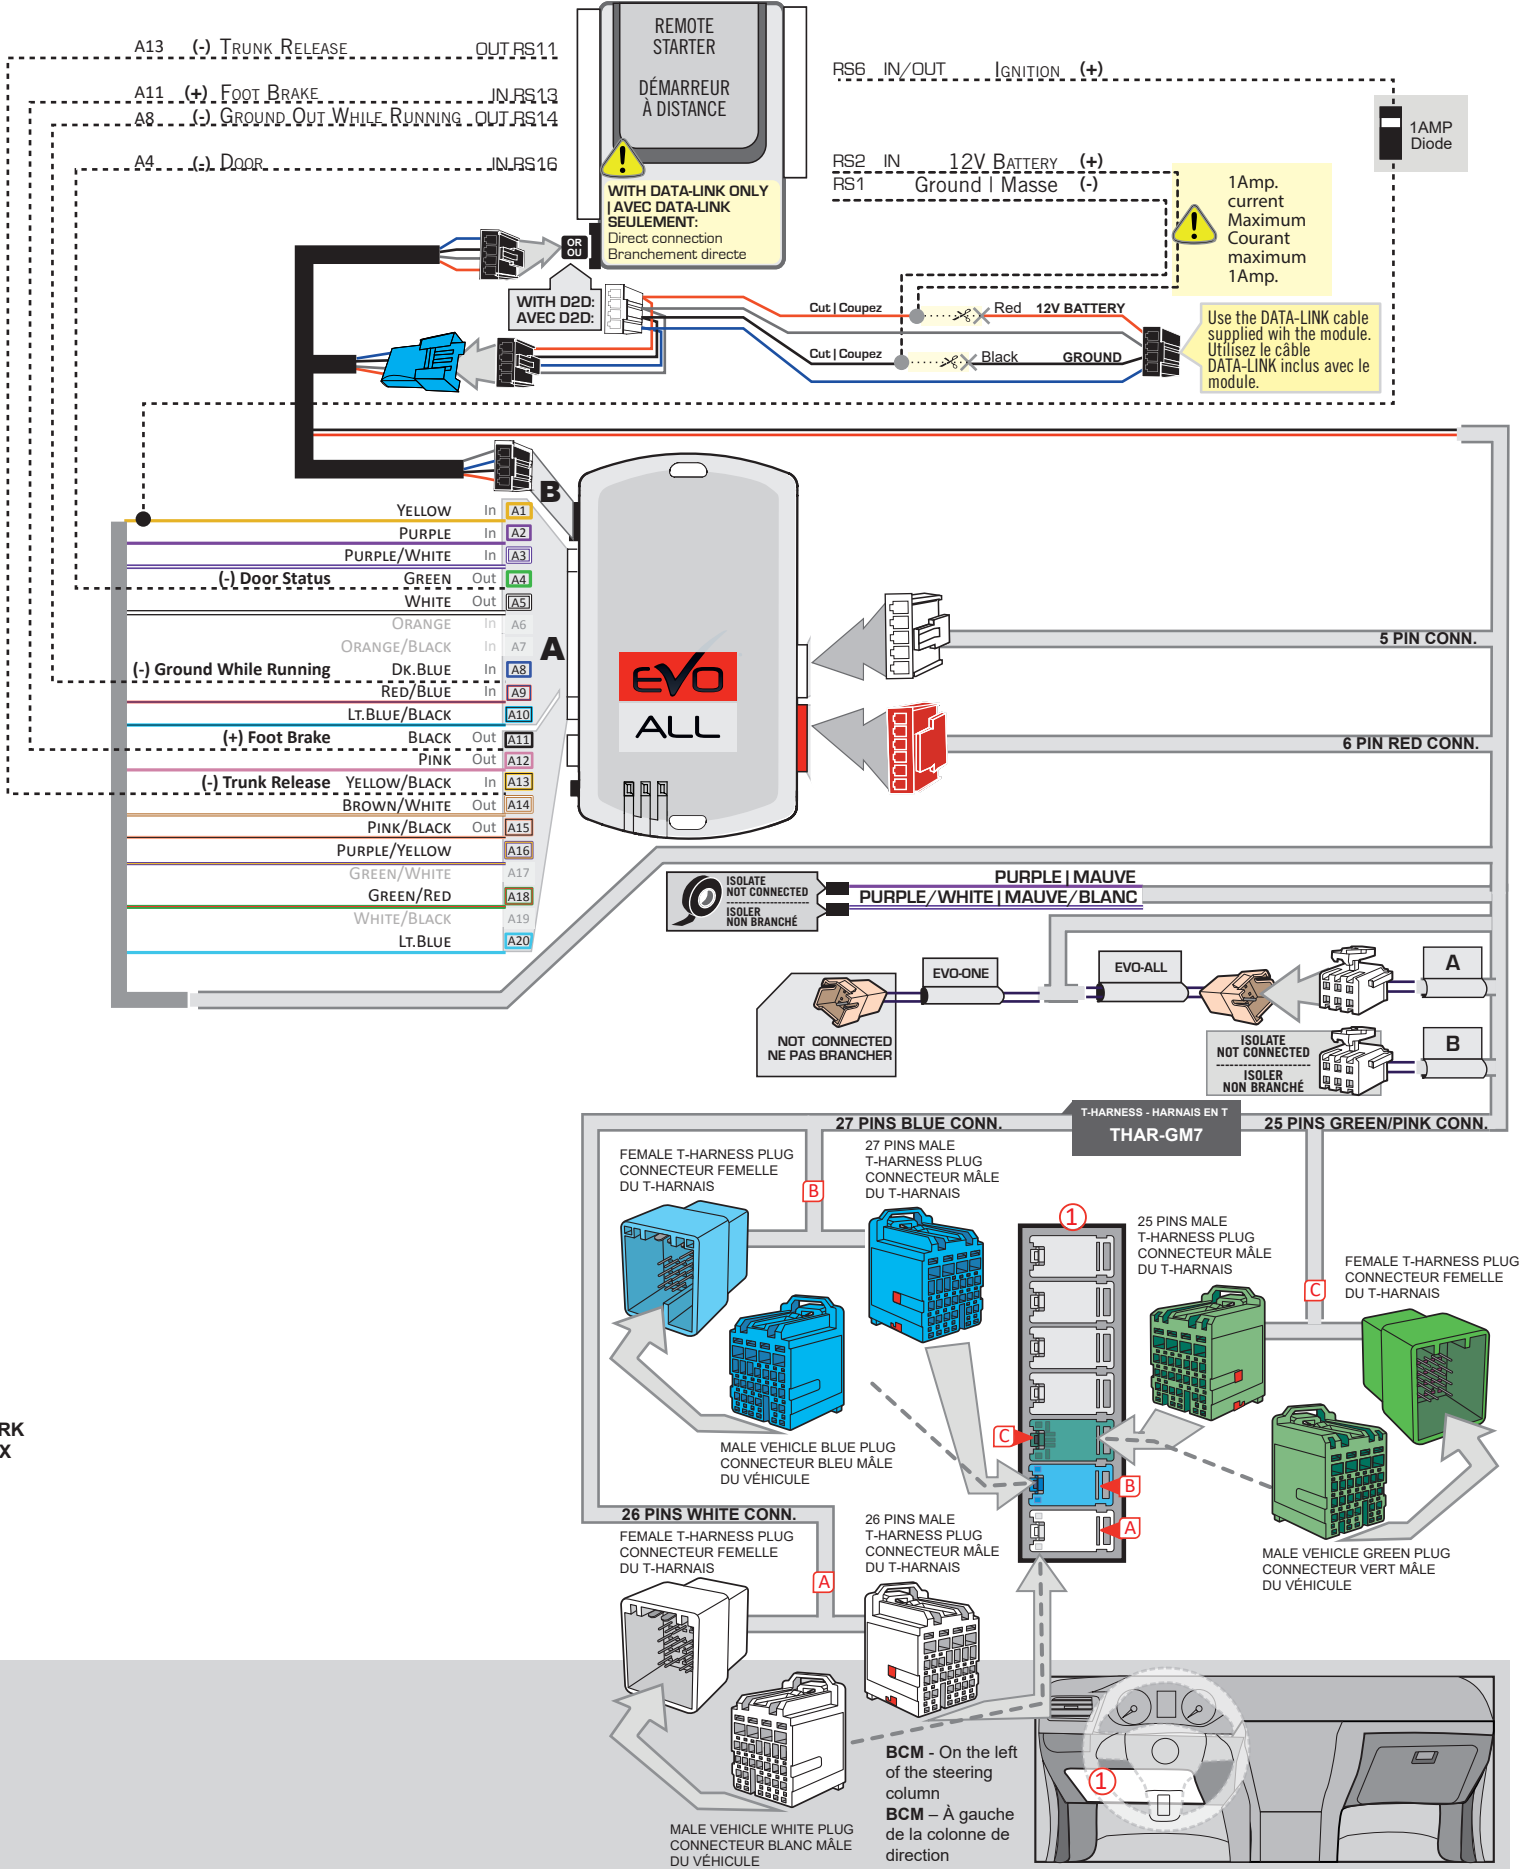 REMOTE
STARTER
DÉMARREUR
À DISTANCE
A13 (-) Trunk Release OUT RS11
A11 (+) Foot Brake IN RS13
A8 (-) Ground Out While Running OUT RS14
A4 (-) Door IN RS16
RS6 IN/OUT Ignition (+)
RS2 IN 12V Battery (+)
RS1 Ground | Masse (-)
1AMP
Diode
WITH DATA-LINK ONLY
| AVEC DATA-LINK
SEULEMENT:
Direct connection
Branchement directe
1Amp.
current
Maximum
Courant
maximum
1Amp.
OR
OU
WITH D2D:
AVEC D2D:
Cut | Coupez
Red 12V BATTERY
Cut | Coupez
Black GROUND
Use the DATA-LINK cable
supplied wih the module.
Utilisez le câble
DATA-LINK inclus avec le
module.
B
A
Yellow In A1
Purple In A2
Purple/White In A3
(-) Door Status Green Out A4
White Out A5
Orange In A6
Orange/Black In A7
(-) Ground While Running Dk.Blue In A8
Red/Blue In A9
Lt.Blue/Black A10
(+) Foot Brake Black Out A11
Pink Out A12
(-) Trunk Release Yellow/Black In A13
Brown/White Out A14
Pink/Black Out A15
Purple/Yellow A16
Green/White A17
Green/Red A18
White/Black A19
Lt.Blue A20
EVO
ALL
5 PIN CONN.
6 PIN RED CONN.
ISOLATE
NOT CONNECTED
ISOLER
NON BRANCHÉ
PURPLE | MAUVE
PURPLE/WHITE | MAUVE/BLANC
EVO-ONE
EVO-ALL
A
NOT CONNECTED
NE PAS BRANCHER
ISOLATE
NOT CONNECTED
ISOLER
NON BRANCHÉ
B
27 PINS BLUE CONN.
T-HARNESS - HARNAIS EN T
THAR-GM7
25 PINS GREEN/PINK CONN.
FEMALE T-HARNESS PLUG
CONNECTEUR FEMELLE
DU T-HARNAIS
B
27 PINS MALE
T-HARNESS PLUG
CONNECTEUR MÂLE
DU T-HARNAIS
1
25 PINS MALE
T-HARNESS PLUG
CONNECTEUR MÂLE
DU T-HARNAIS
C
FEMALE T-HARNESS PLUG
CONNECTEUR FEMELLE
DU T-HARNAIS
RK
X
MALE VEHICLE BLUE PLUG
CONNECTEUR BLEU MÂLE
DU VÉHICULE
C
B
A
26 PINS WHITE CONN.
FEMALE T-HARNESS PLUG
CONNECTEUR FEMELLE
DU T-HARNAIS
A
26 PINS MALE
T-HARNESS PLUG
CONNECTEUR MÂLE
DU T-HARNAIS
MALE VEHICLE GREEN PLUG
CONNECTEUR VERT MÂLE
DU VÉHICULE
MALE VEHICLE WHITE PLUG
CONNECTEUR BLANC MÂLE
DU VÉHICULE
BCM - On the left
of the steering
column
BCM – À gauche
de la colonne de
direction
1